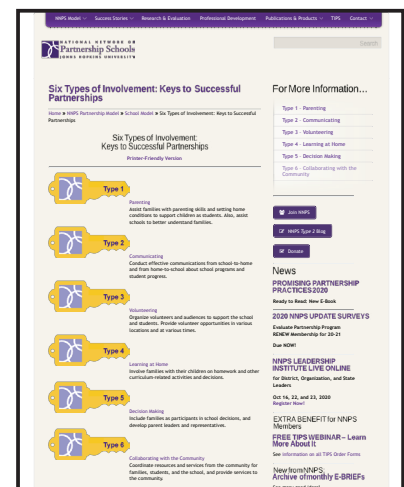 NNPS Model
Success Stories
Research & Evaluation
Professional Development
Publications & Products
TIPS
Contact
NATIONAL NETWORK OF
Partnership Schools
JOHNS HOPKINS UNIVERSITY
Search
Six Types of Involvement: Keys to Successful
Partnerships
Home » NNPS Partnership Model » School Model » Six Types of Involvement: Keys to Successful
Partnerships
Six Types of Involvement:
Keys to Successful Partnerships
Printer-Friendly Version
Type 1
Parenting
Assist families with parenting skills and setting home
conditions to support children as students. Also, assist
schools to better understand families.
Type 2
Communicating
Conduct effective communications from school-to-home
and from home-to-school about school programs and
student progress.
Type 3
Volunteering
Organize volunteers and audiences to support the school
and students. Provide volunteer opportunities in various
locations and at various times.
Type 4
Learning at Home
Involve families with their children on homework and other
curriculum-related activities and decisions.
Type 5
Decision Making
Include families as participants in school decisions, and
develop parent leaders and representatives.
Type 6
Collaborating with the Community
Coordinate resources and services from the community for
families, students, and the school, and provide services to
the community.
For More Information...
Type 1 - Parenting
Type 2 - Communicating
Type 3 - Volunteering
Type 4 - Learning at Home
Type 5 - Decision Making
Type 6 - Collaborating with the
Community
Join NNPS
NNPS Type 2 Blog
Donate
News
PROMISING PARTNERSHIP
PRACTICES 2020
Ready to Read: New E-Book
2020 NNPS UPDATE SURVEYS
Evaluate Partnership Program
RENEW Membership for 20-21
Due NOW!
NNPS LEADERSHIP
INSTITUTE LIVE ONLINE
for District, Organization, and State
Leaders
Oct 16, 22, and 23, 2020
Register Now!
EXTRA BENEFIT for NNPS
Members
FREE TIPS WEBINAR – Learn
More About It
See information at all TIPS Order Forms
New from NNPS:
Archive of monthly E-BRIEFs